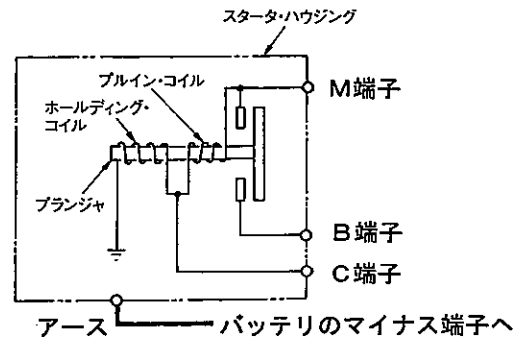 スタータ・ハウジング
プルイン・コイル
M端子
ホールディング・
コイル
プランジャ
B端子
C端子
アース
バッテリのマイナス端子へ